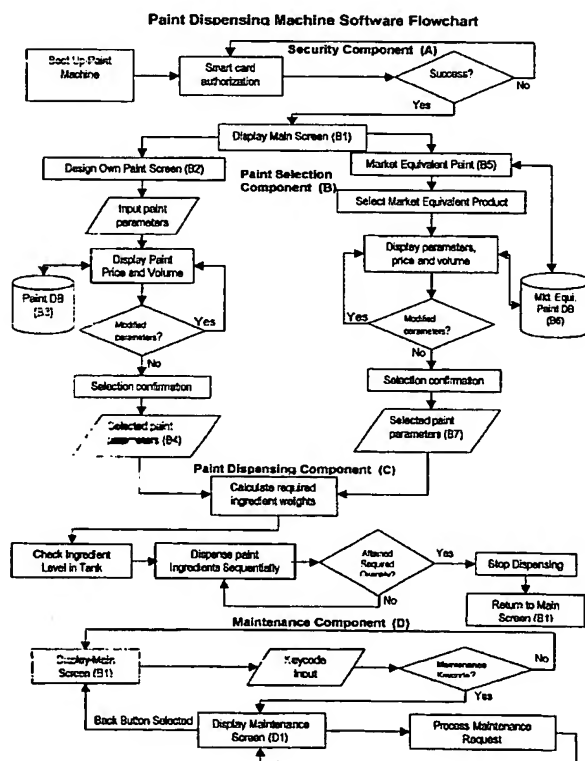 Paint Dispensing Machine Software Flowchart
Security Component (A)
Boot Up Paint
Machine
Smart card
authorization
Success?
No
Yes
Display Main Screen (B1)
Design Own Paint Screen (B2)
Market Equivalent Paint (B5)
Paint Selection
Component (B)
Input paint
parameters
Select Market Equivalent Product
Display Paint
Price and Volume
Display parameters,
price and volume
Paint DB
(B3)
Mkt. Equi.
Paint DB
(B6)
Modified
parameters?
Yes
Yes
Modified
parameters?
No
No
Selection confirmation
Selection confirmation
Selected paint
parameters (B4)
Selected paint
parameters (B7)
Paint Dispensing Component (C)
Calculate required
ingredient weights
Check Ingredient
Level in Tank
Dispense paint
Ingredients Sequentially
Attained
Required
Quantity?
Yes
Stop Dispensing
No
Return to Main
Screen (B1)
Maintenance Component (D)
Display Main
Screen (B1)
Keycode
Input
Maintenance
Keycode?
No
Yes
Back Button Selected
Display Maintenance
Screen (D1)
Process Maintenance
Request